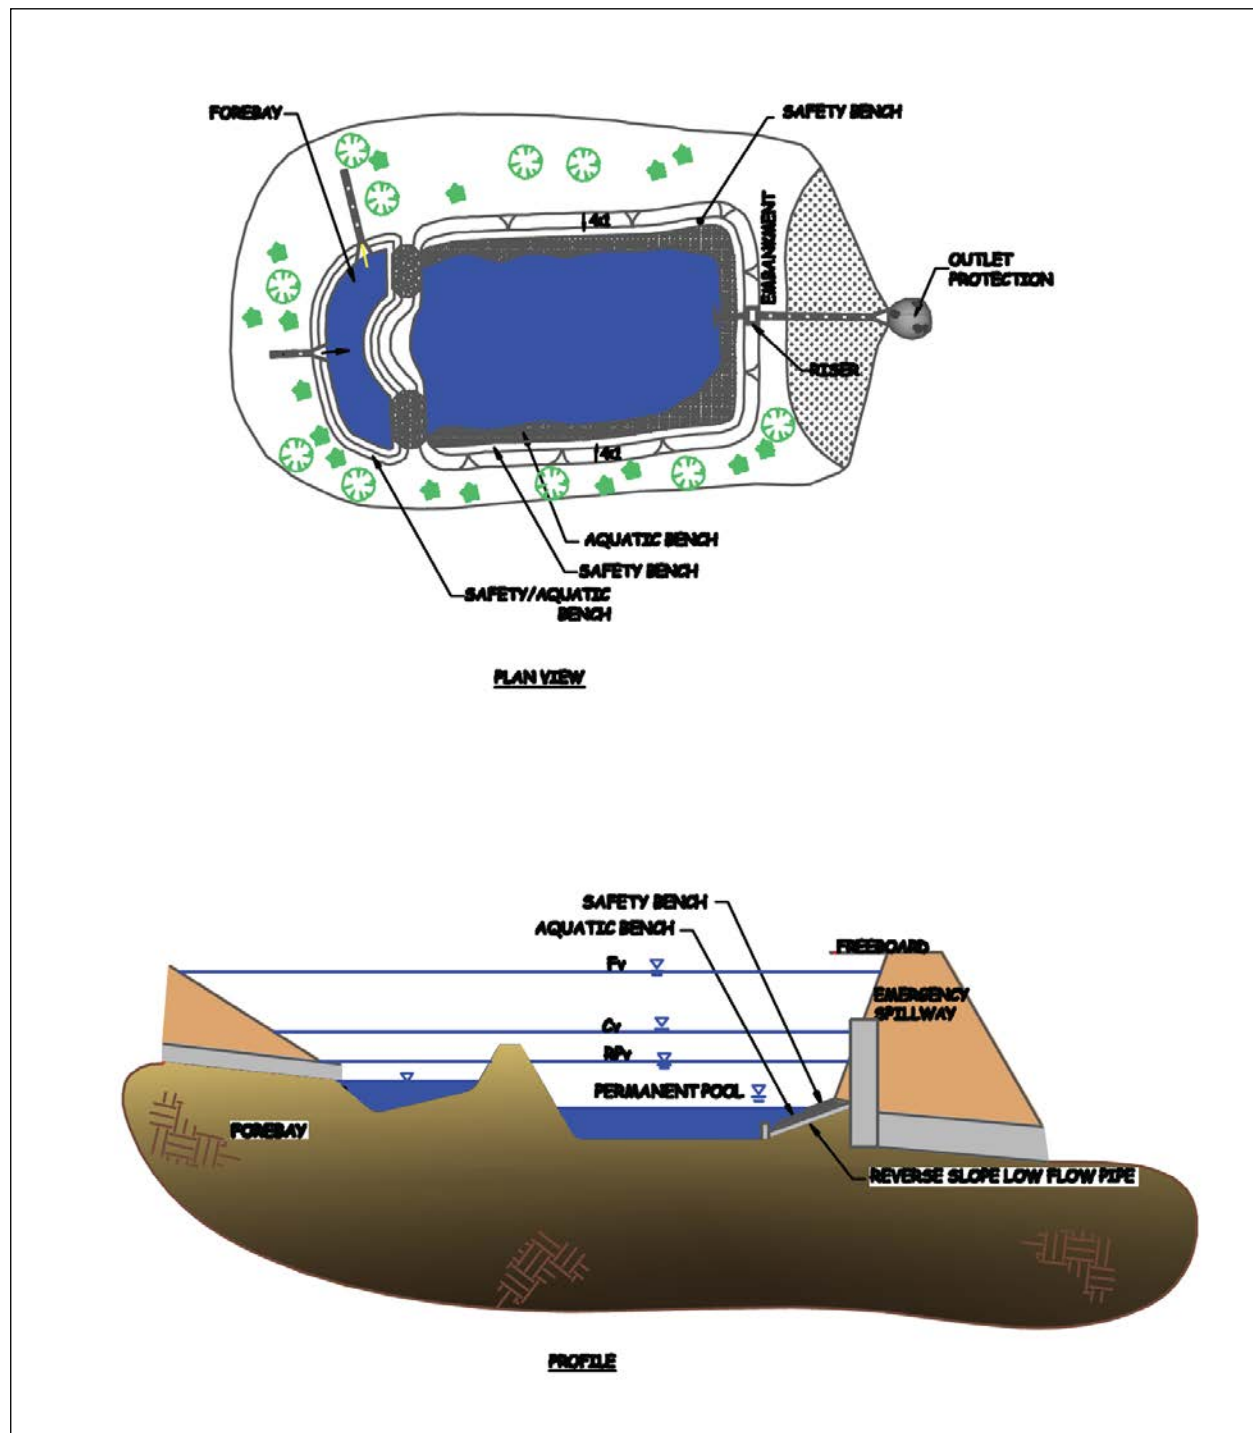 FOREBAY
SAFETY BENCH
4:1
EMBANKMENT
OUTLET
PROTECTION
RISER
4:1
AQUATIC BENCH
SAFETY BENCH
SAFETY/AQUATIC
BENCH
PLAN VIEW
SAFETY BENCH
AQUATIC BENCH
FREEBOARD
Fv
EMERGENCY
SPILLWAY
Cv
RPv
PERMANENT POOL
FOREBAY
REVERSE SLOPE LOW FLOW PIPE
PROFILE